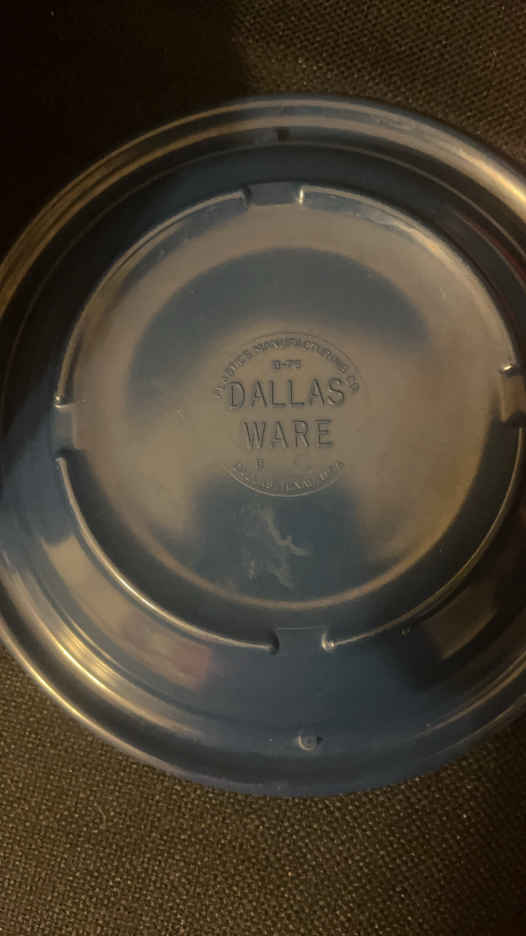 PLASTICS MANUFACTURING CO.
DALLAS
WARE
DALLAS, TEXAS, U.S.A.